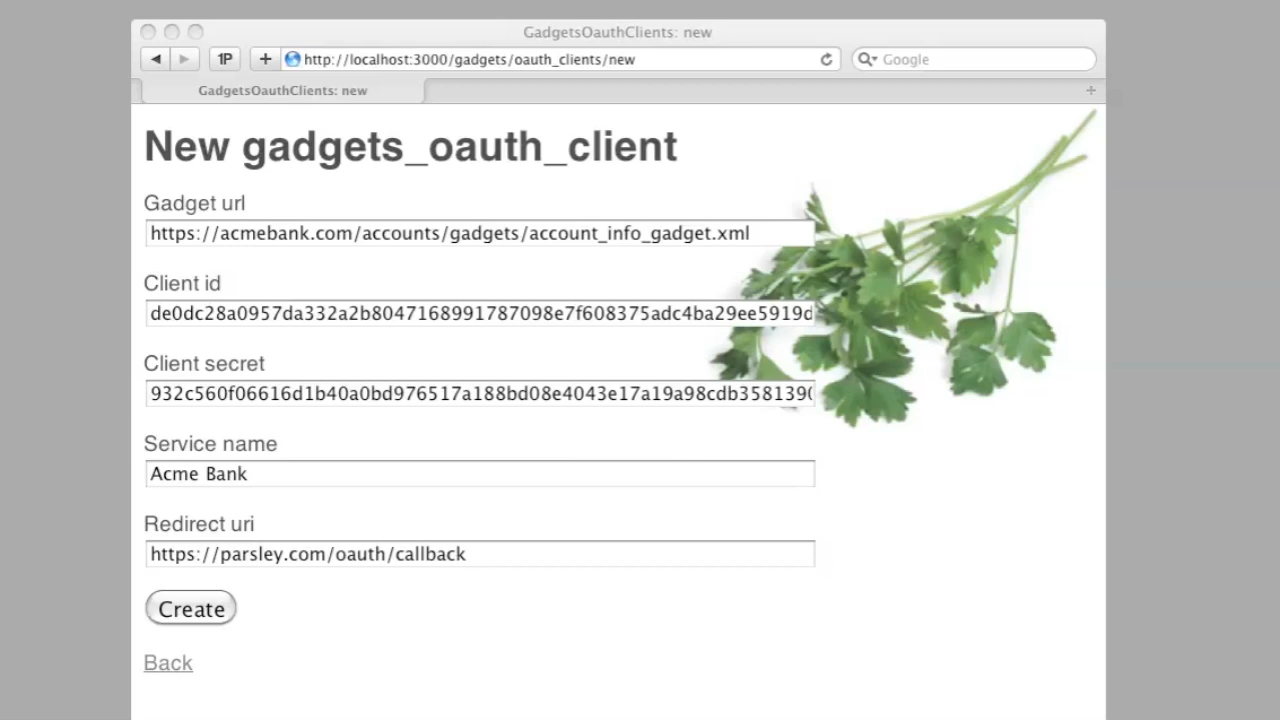 GadgetsOauthClients: new
1P
+
http://localhost:3000/gadgets/oauth_clients/new
Google
GadgetsOauthClients: new
+
New gadgets_oauth_client
Gadget url
https://acmebank.com/accounts/gadgets/account_info_gadget.xml
Client id
de0dc28a0957da332a2b8047168991787098e7f608375adc4ba29ee5919d
Client secret
932c560f06616d1b40a0bd976517a188bd08e4043e17a19a98cdb3581390
Service name
Acme Bank
Redirect uri
https://parsley.com/oauth/callback
Create
Back